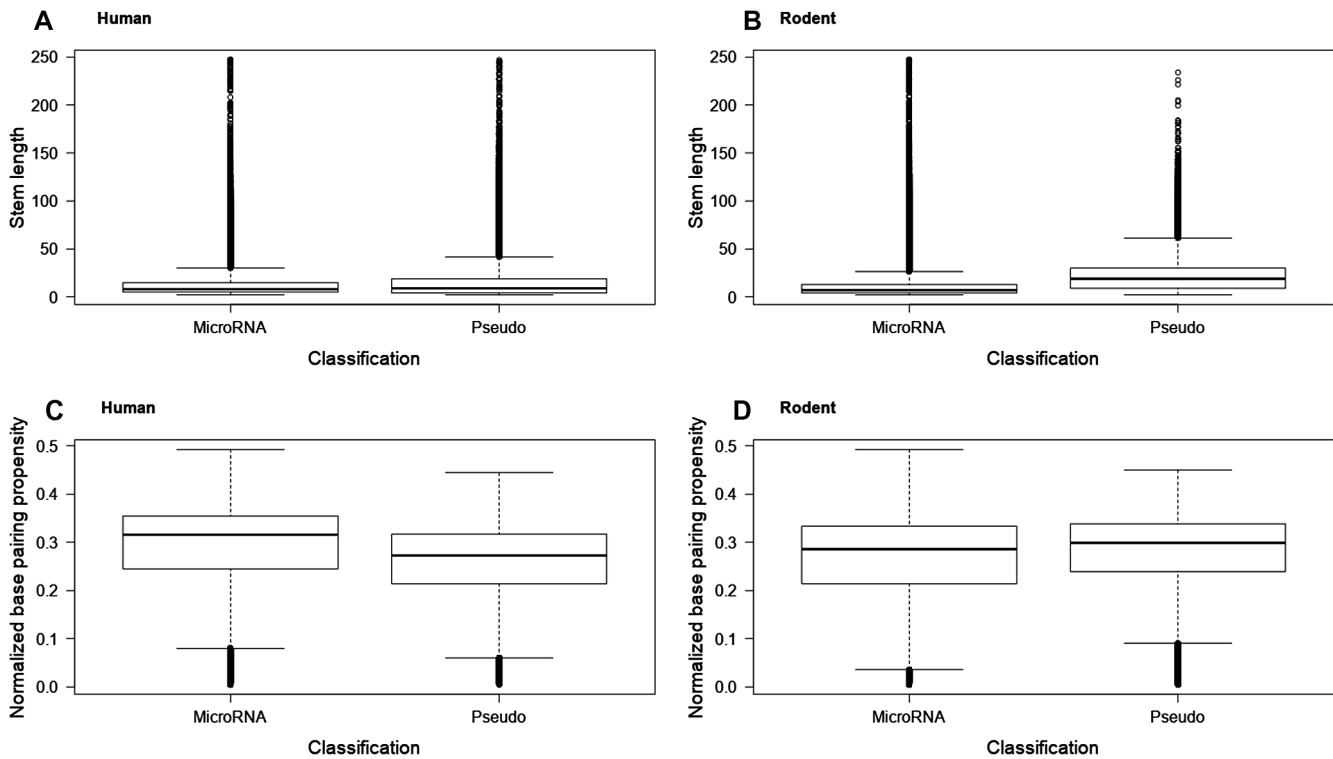 A Human
Stem length
250
200
150
100
50
0
MicroRNA Pseudo
Classification
B Rodent
Stem length
250
200
150
100
50
0
MicroRNA Pseudo
Classification
C Human
Normalized base pairing propensity
0.5
0.4
0.3
0.2
0.1
0.0
MicroRNA Pseudo
Classification
D Rodent
Normalized base pairing propensity
0.5
0.4
0.3
0.2
0.1
0.0
MicroRNA Pseudo
Classification